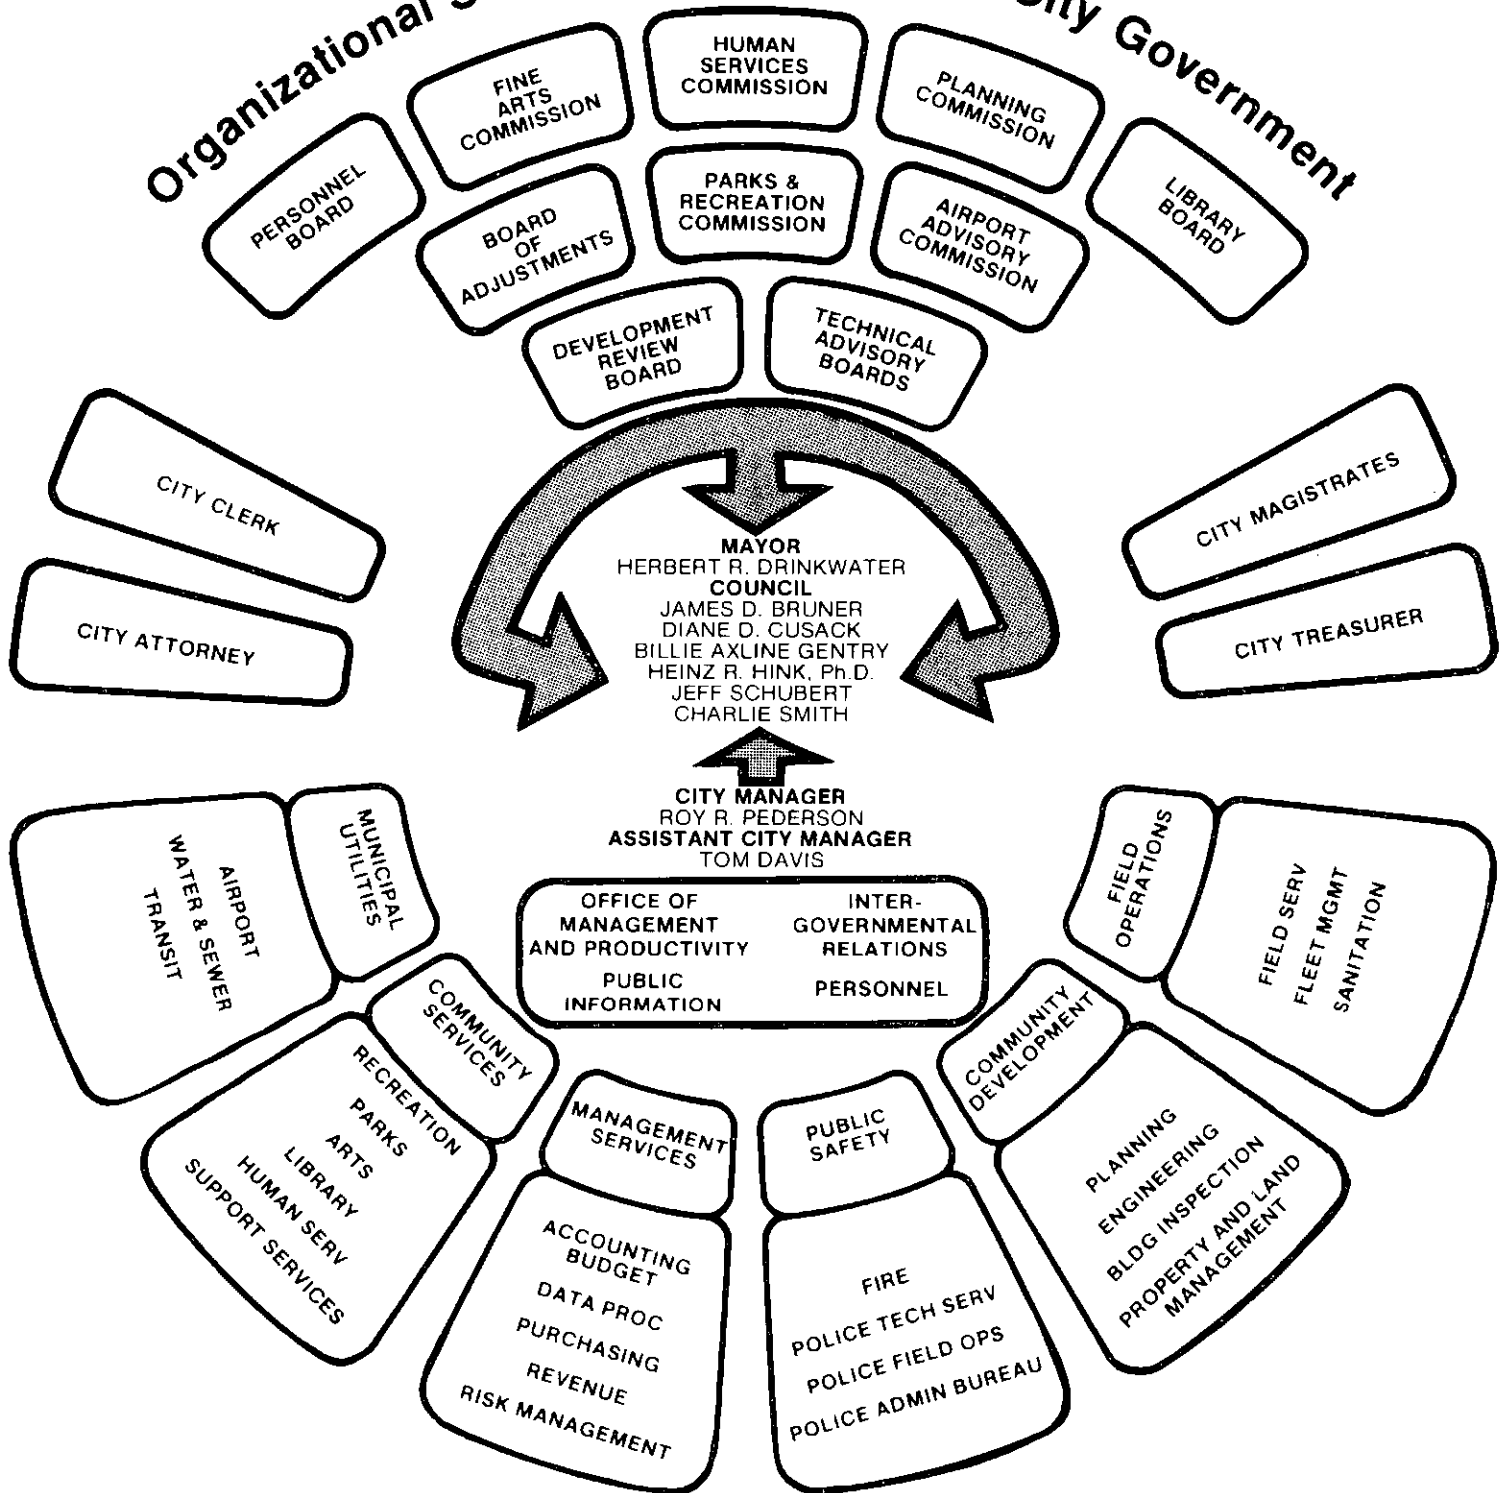 Organizational
City Government
PERSONNEL
BOARD
FINE
ARTS
COMMISSION
HUMAN
SERVICES
COMMISSION
PLANNING
COMMISSION
LIBRARY
BOARD
BOARD
OF
ADJUSTMENTS
PARKS &
RECREATION
COMMISSION
AIRPORT
ADVISORY
COMMISSION
DEVELOPMENT
REVIEW
BOARD
TECHNICAL
ADVISORY
BOARDS
CITY CLERK
CITY ATTORNEY
CITY MAGISTRATES
CITY TREASURER
MAYOR
HERBERT R. DRINKWATER
COUNCIL
JAMES D. BRUNER
DIANE D. CUSACK
BILLIE AXLINE GENTRY
HEINZ R. HINK, Ph.D.
JEFF SCHUBERT
CHARLIE SMITH
CITY MANAGER
ROY R. PEDERSON
ASSISTANT CITY MANAGER
TOM DAVIS
OFFICE OF
MANAGEMENT
AND PRODUCTIVITY
PUBLIC
INFORMATION
INTER-
GOVERNMENTAL
RELATIONS
PERSONNEL
MUNICIPAL
UTILITIES
AIRPORT
WATER & SEWER
TRANSIT
COMMUNITY
SERVICES
RECREATION
PARKS
ARTS
LIBRARY
HUMAN SERV
SUPPORT SERVICES
MANAGEMENT
SERVICES
ACCOUNTING
BUDGET
DATA PROC
PURCHASING
REVENUE
RISK MANAGEMENT
PUBLIC
SAFETY
FIRE
POLICE TECH SERV
POLICE FIELD OPS
POLICE ADMIN BUREAU
COMMUNITY
DEVELOPMENT
PLANNING
ENGINEERING
BLDG INSPECTION
PROPERTY AND LAND
MANAGEMENT
FIELD
OPERATIONS
FIELD SERV
FLEET MGMT
SANITATION